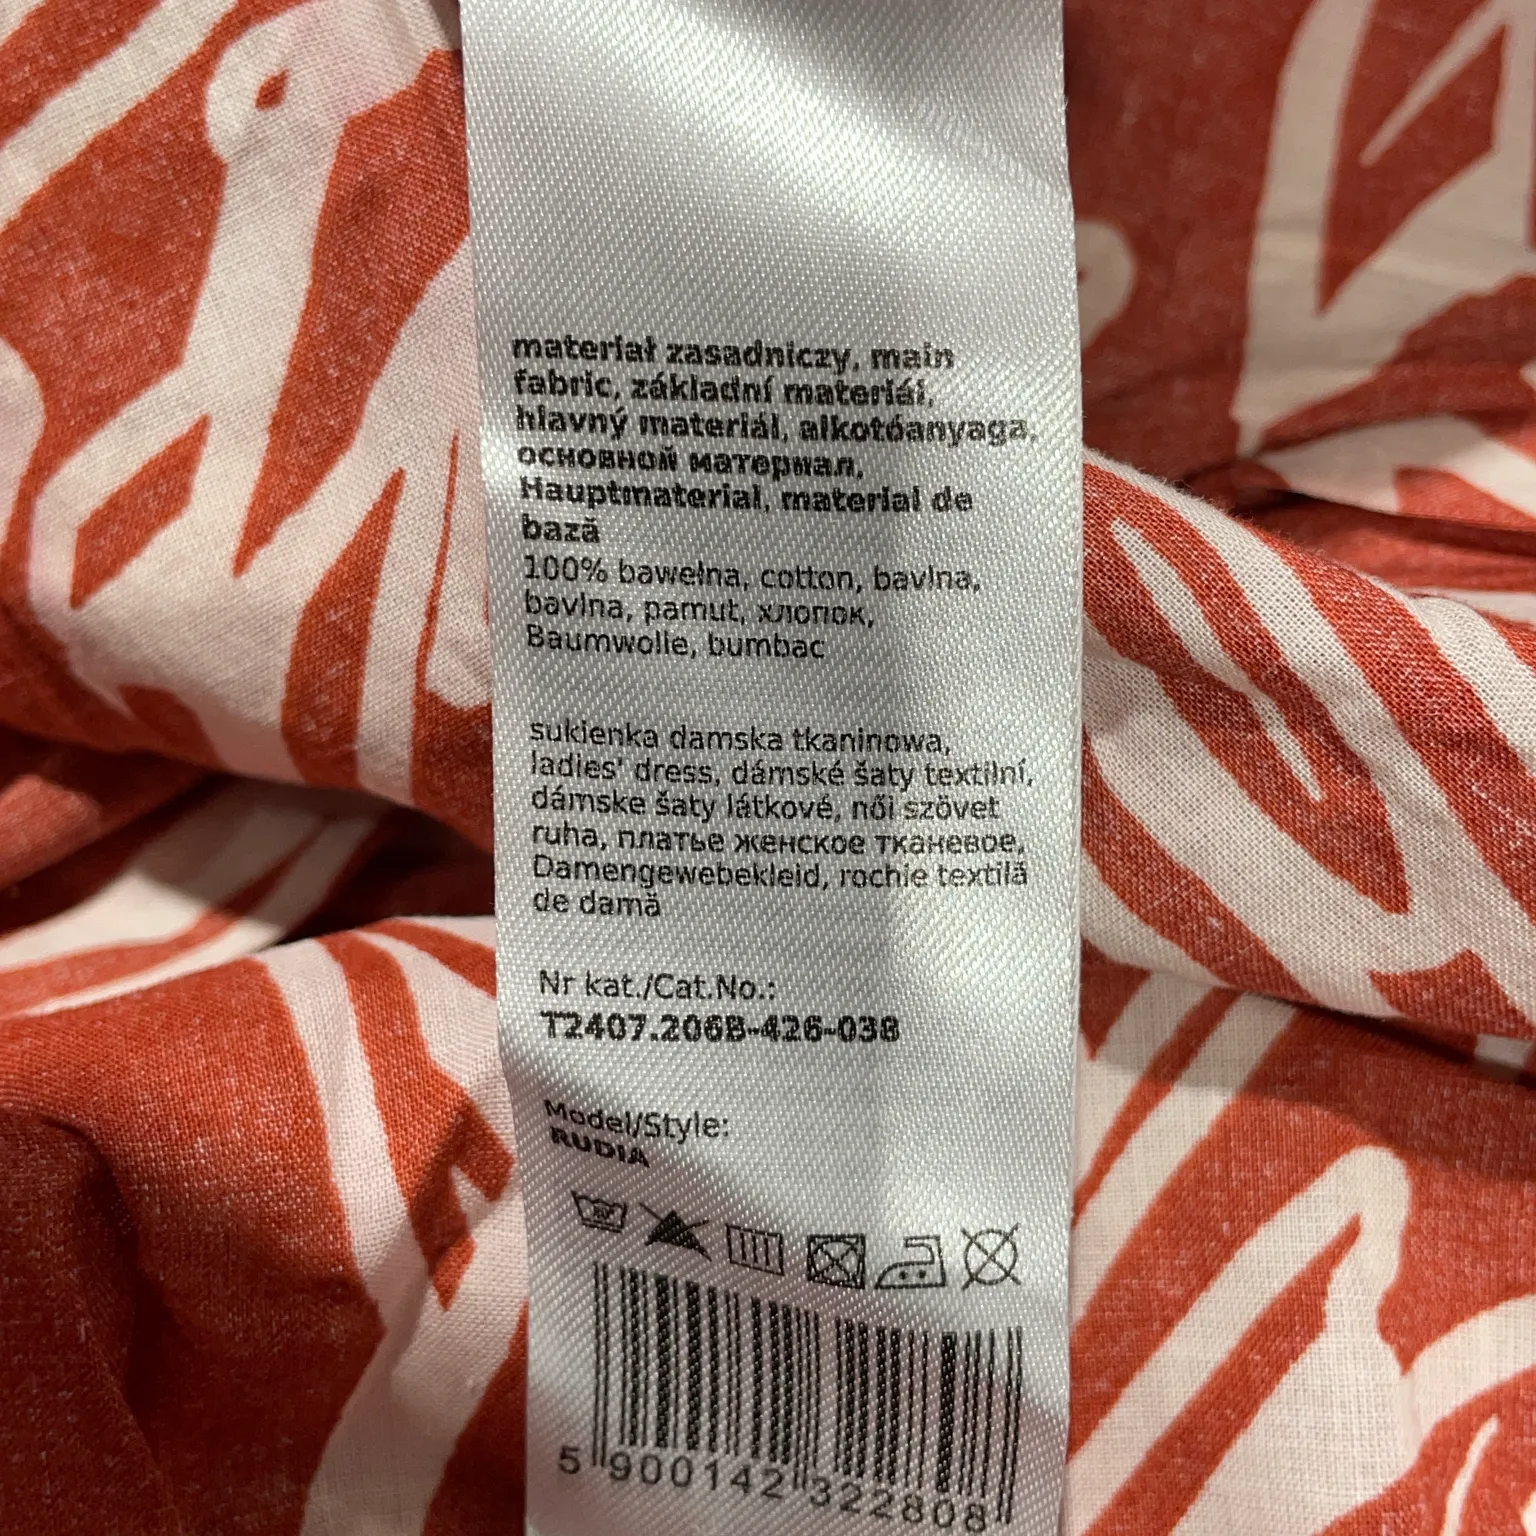 materiał zasadniczy, main
fabric, základní materiál,
hlavný materiál, alkotóanyaga,
основной материал,
Hauptmaterial, material de
bază
100% bawełna, cotton, bavlna,
bavlna, pamut, хлопок,
Baumwolle, bumbac
sukienka damska tkaninowa,
ladies' dress, dámské šaty textilní,
dámske šaty látkové, női szövet
ruha, платье женское тканевое,
Damengewebekleid, rochie textilă
de damă
Nr kat./Cat.No.:
T2407.206B-426-038
Model/Style:
RUDIA
5 900142 322808